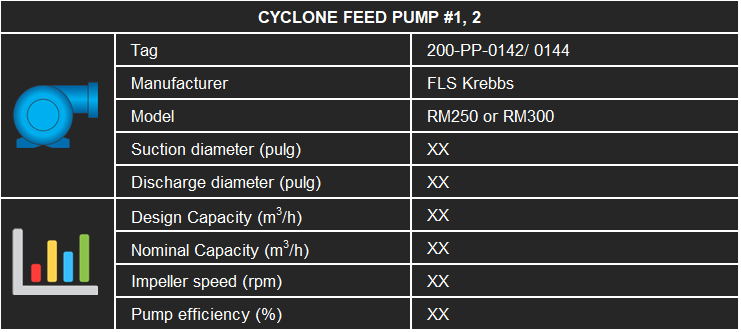 CYCLONE FEED PUMP #1, 2
Tag 200-PP-0142/ 0144
Manufacturer FLS Krebbs
Model RM250 or RM300
Suction diameter (pulg) XX
Discharge diameter (pulg) XX
Design Capacity (m³/h) XX
Nominal Capacity (m³/h) XX
Impeller speed (rpm) XX
Pump efficiency (%) XX